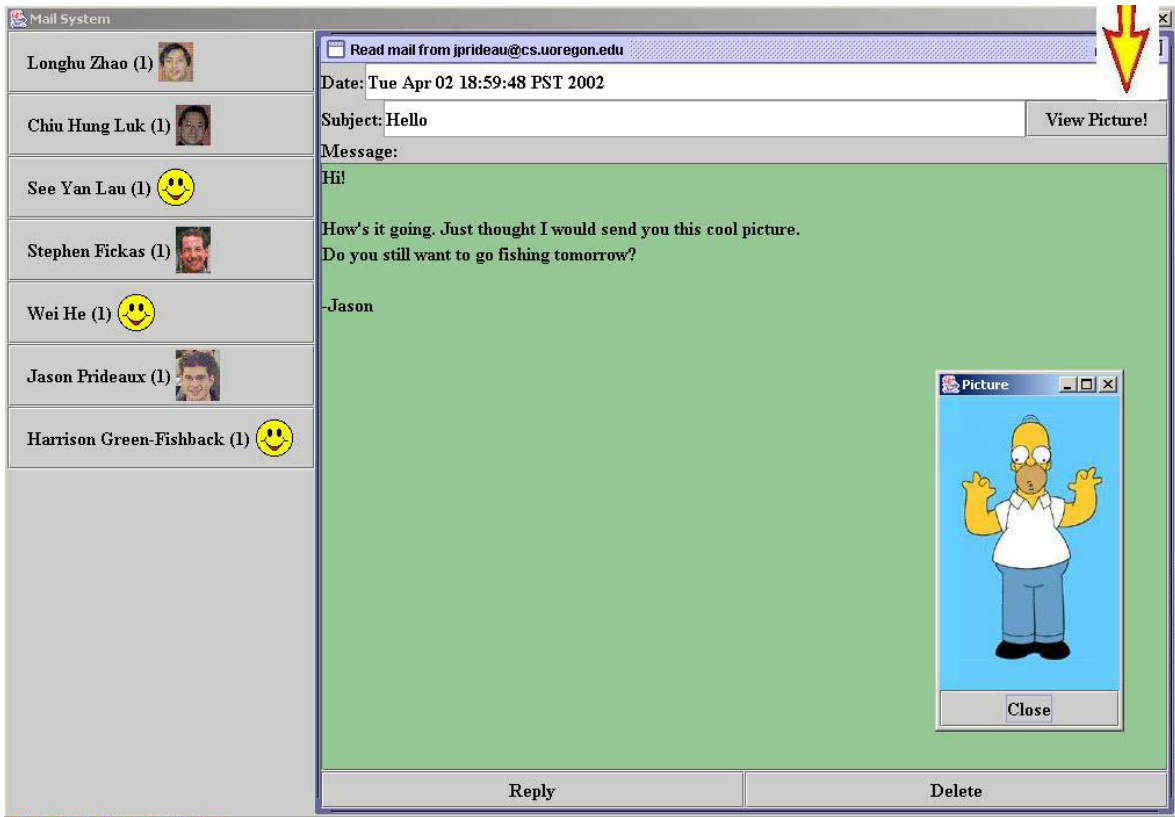 Mail System
Longhu Zhao (1)
Chiu Hung Luk (1)
See Yan Lau (1)
Stephen Fickas (1)
Wei He (1)
Jason Prideaux (1)
Harrison Green-Fishback (1)
Read mail from jprideau@cs.uoregon.edu
Date: Tue Apr 02 18:59:48 PST 2002
Subject: Hello
View Picture!
Message:
Hi!
How's it going. Just thought I would send you this cool picture.
Do you still want to go fishing tomorrow?
-Jason
Picture
Close
Reply
Delete